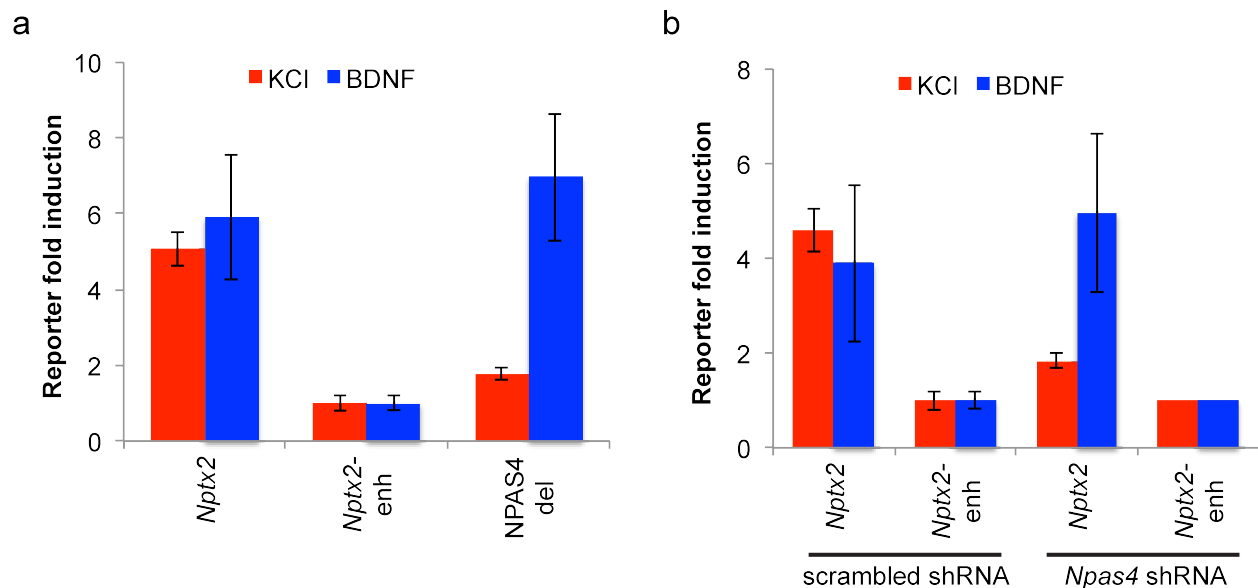 a
10
8
6
4
2
0
Reporter fold induction
KCl BDNF
Nptx2
Nptx2-
enh
NPAS4
del
b
8
6
4
2
0
Reporter fold induction
KCl BDNF
Nptx2
Nptx2-
enh
Nptx2
Nptx2-
enh
scrambled shRNA
Npas4 shRNA